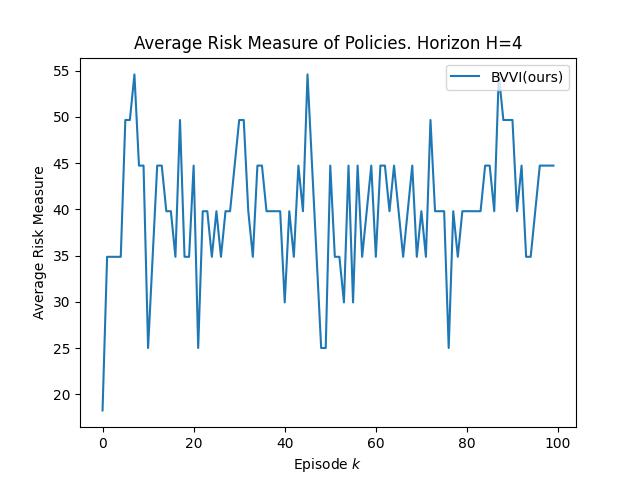 Average Risk Measure of Policies. Horizon H=4
BVVI(ours)
Average Risk Measure
55
50
45
40
35
30
25
20
0 20 40 60 80 100
Episode k